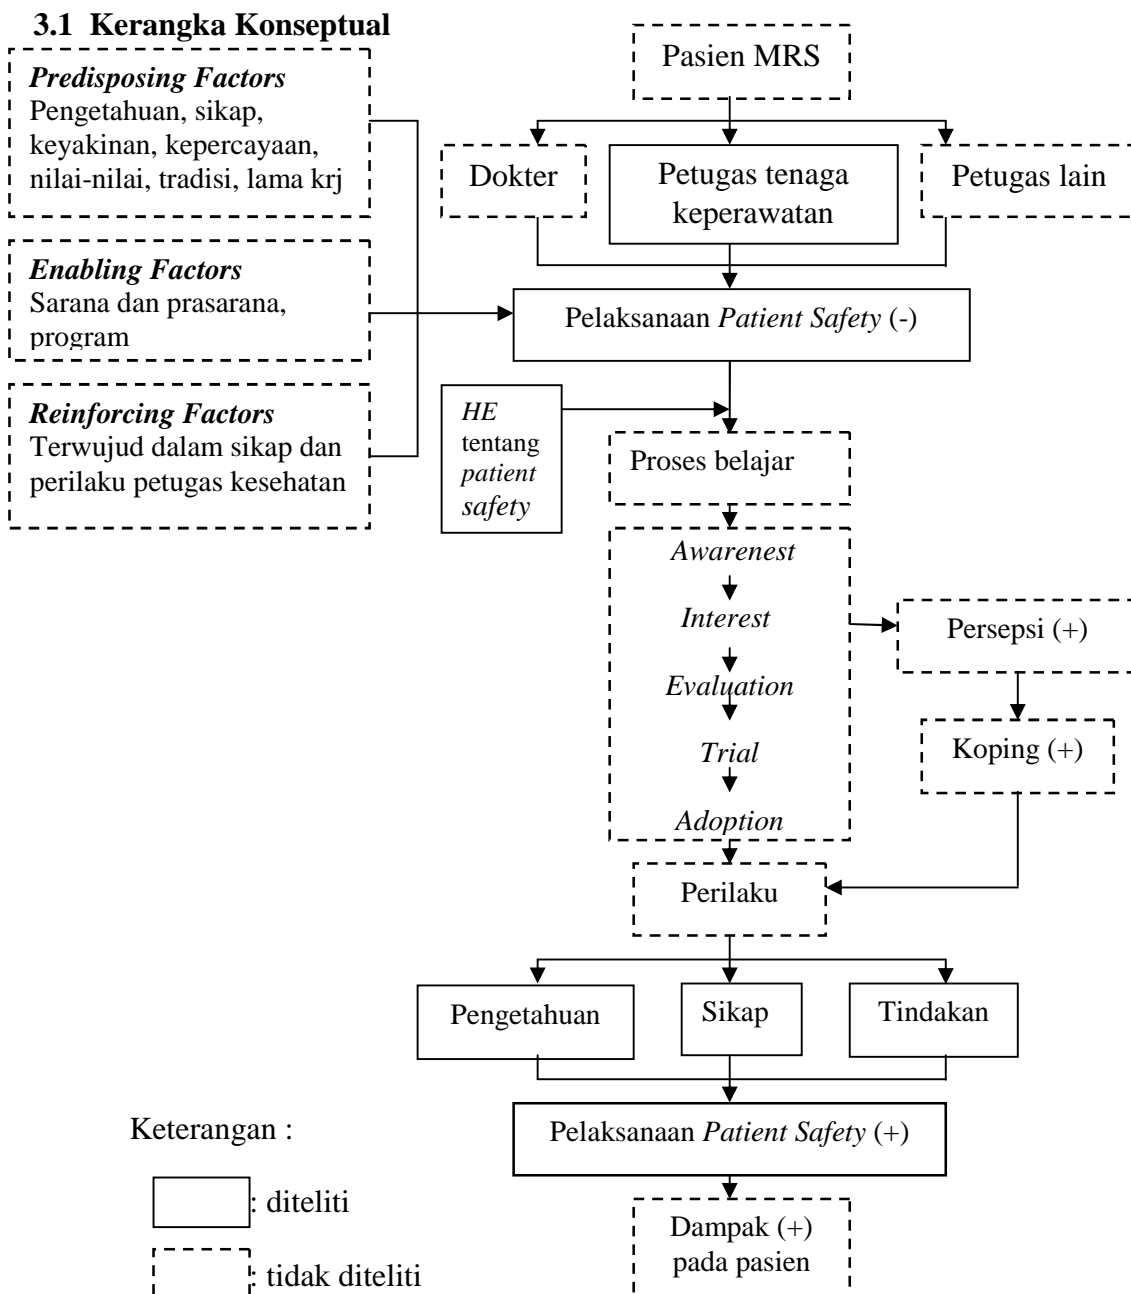 3.1 Kerangka Konseptual
Predisposing Factors
Pengetahuan, sikap,
keyakinan, kepercayaan,
nilai-nilai, tradisi, lama krj
Enabling Factors
Sarana dan prasarana,
program
Reinforcing Factors
Terwujud dalam sikap dan
perilaku petugas kesehatan
Pasien MRS
Dokter
Petugas tenaga
keperawatan
Petugas lain
Pelaksanaan Patient Safety (-)
HE
tentang
patient
safety
Proses belajar
Awarenest
Interest
Evaluation
Trial
Adoption
Persepsi (+)
Koping (+)
Perilaku
Pengetahuan
Sikap
Tindakan
Pelaksanaan Patient Safety (+)
Dampak (+)
pada pasien
Keterangan :
: diteliti
: tidak diteliti